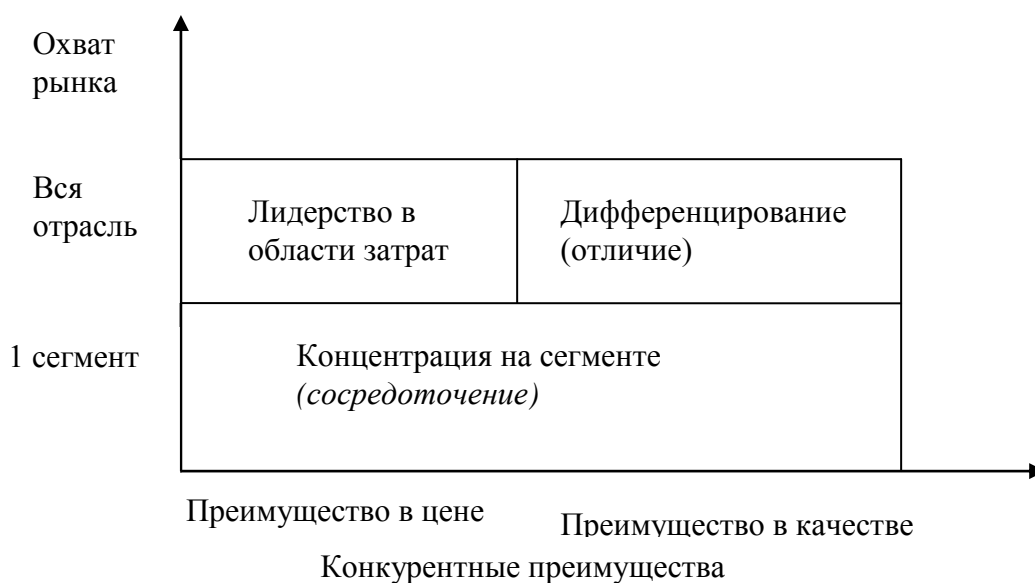 Охват
рынка
Вся
отрасль
Лидерство в
области затрат
Дифференцирование
(отличие)
1 сегмент
Концентрация на сегменте
(сосредоточение)
Преимущество в цене
Преимущество в качестве
Конкурентные преимущества